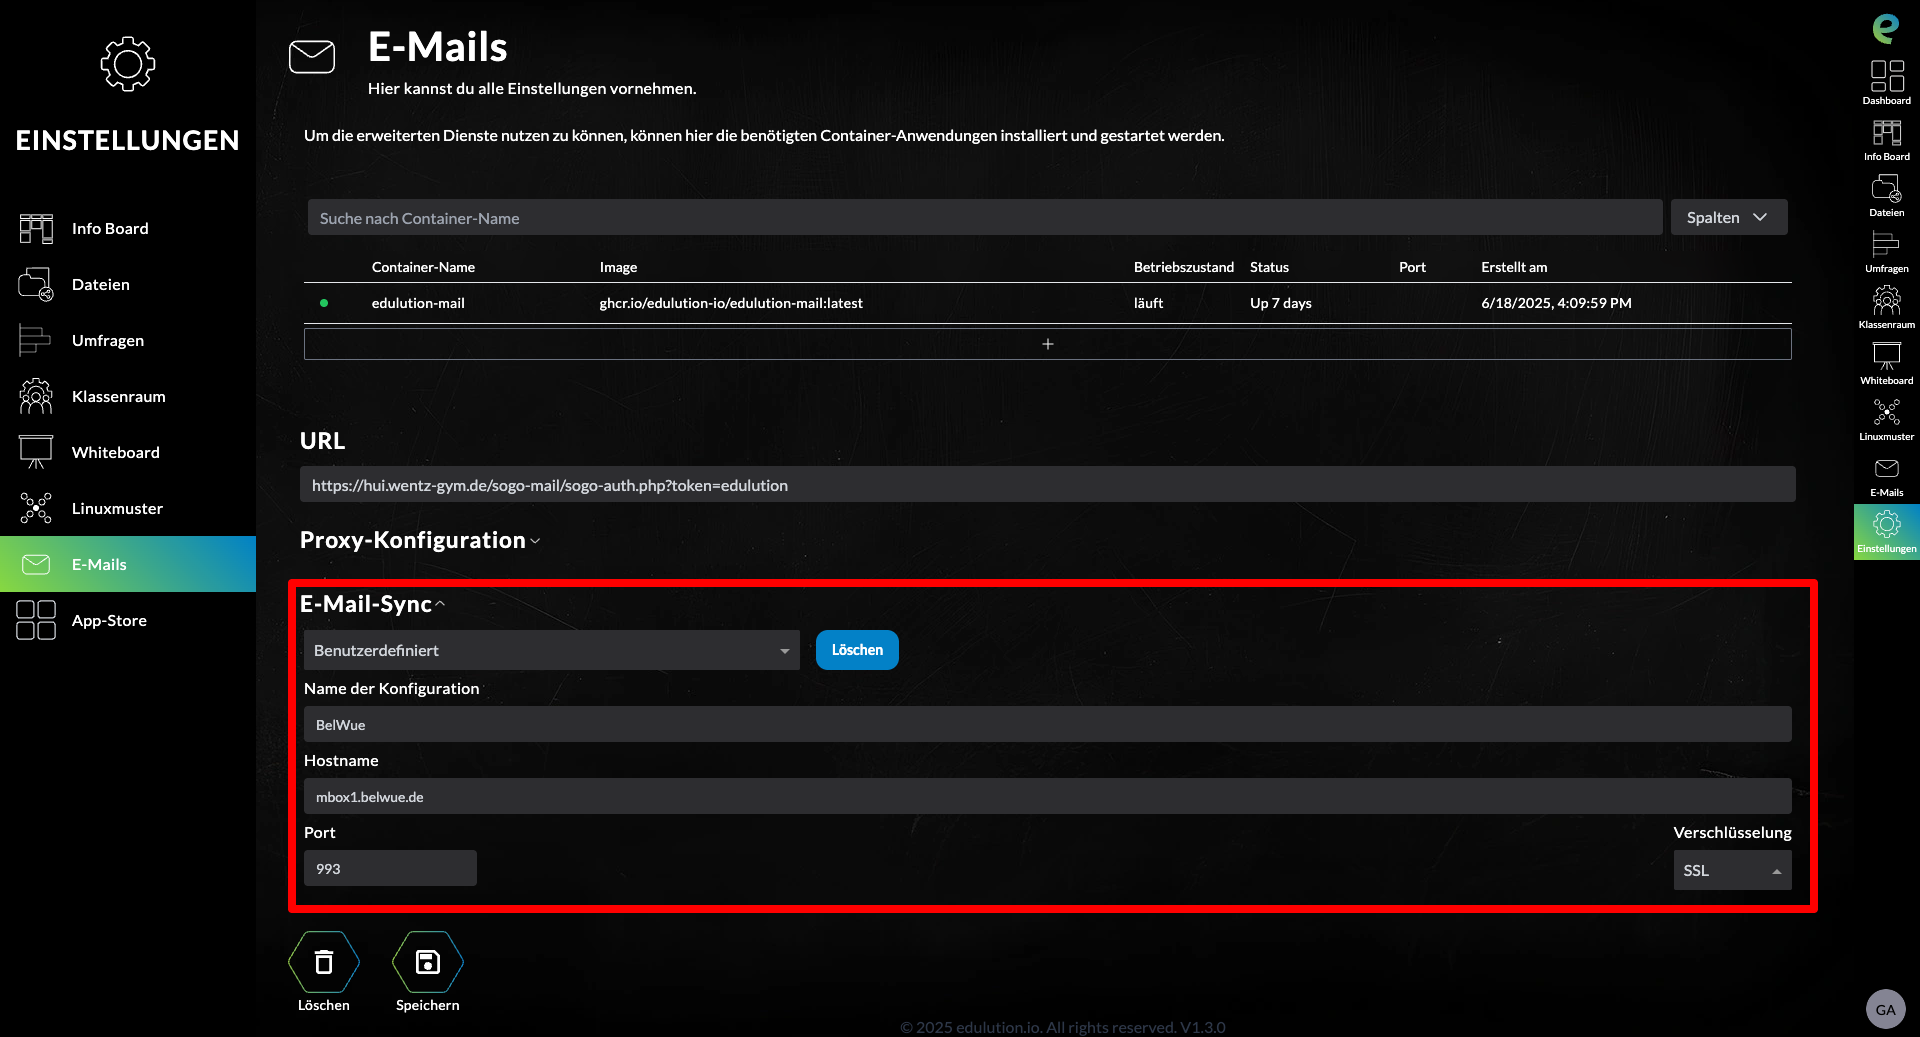 EINSTELLUNGEN
Info Board
Dateien
Umfragen
Klassenraum
Whiteboard
Linuxmuster
E-Mails
App-Store
E-Mails
Hier kannst du alle Einstellungen vornehmen.
Um die erweiterten Dienste nutzen zu können, können hier die benötigten Container-Anwendungen installiert und gestartet werden.
Suche nach Container-Name
Spalten
Container-Name Image Betriebszustand Status Port Erstellt am
edulution-mail ghcr.io/edulution-io/edulution-mail:latest läuft Up 7 days 6/18/2025, 4:09:59 PM
+
URL
https://hui.wentz-gym.de/sogo-mail/sogo-auth.php?token=edulution
Proxy-Konfiguration
E-Mail-Sync
Benutzerdefiniert
Löschen
Name der Konfiguration
BelWue
Hostname
mbox1.belwue.de
Port
Verschlüsselung
993
SSL
Löschen
Speichern
© 2025 edulution.io. All rights reserved. V1.3.0
Dashboard
Info Board
Dateien
Umfragen
Klassenraum
Whiteboard
Linuxmuster
E-Mails
Einstellungen
GA